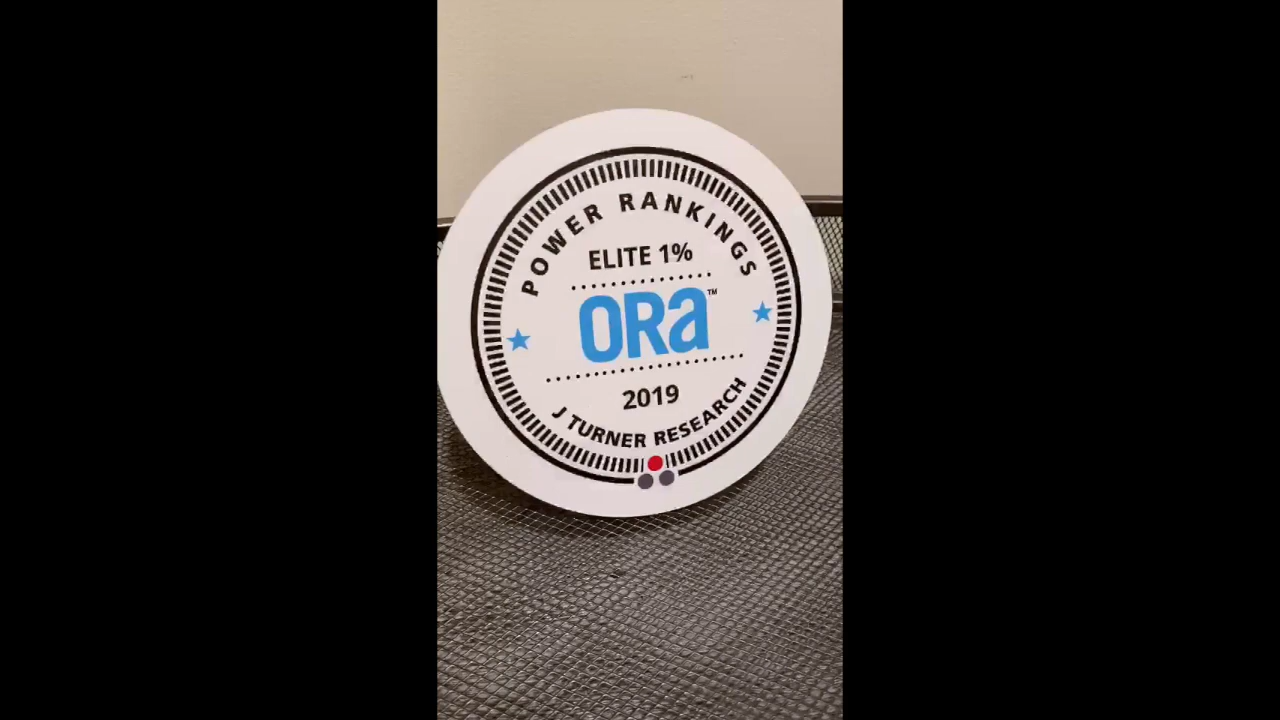 POWER RANKINGS
ELITE 1%
ORa™
2019
J TURNER RESEARCH